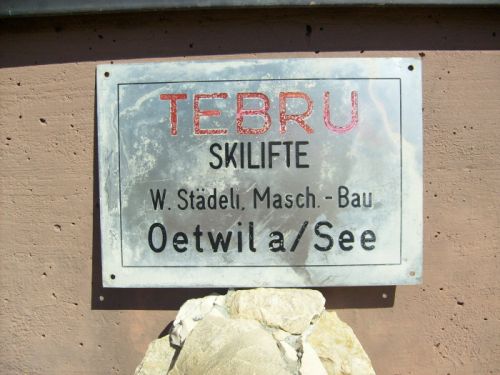 TEBRU
SKILIFTE
W. Städeli, Masch.-Bau
Oetwil a/See